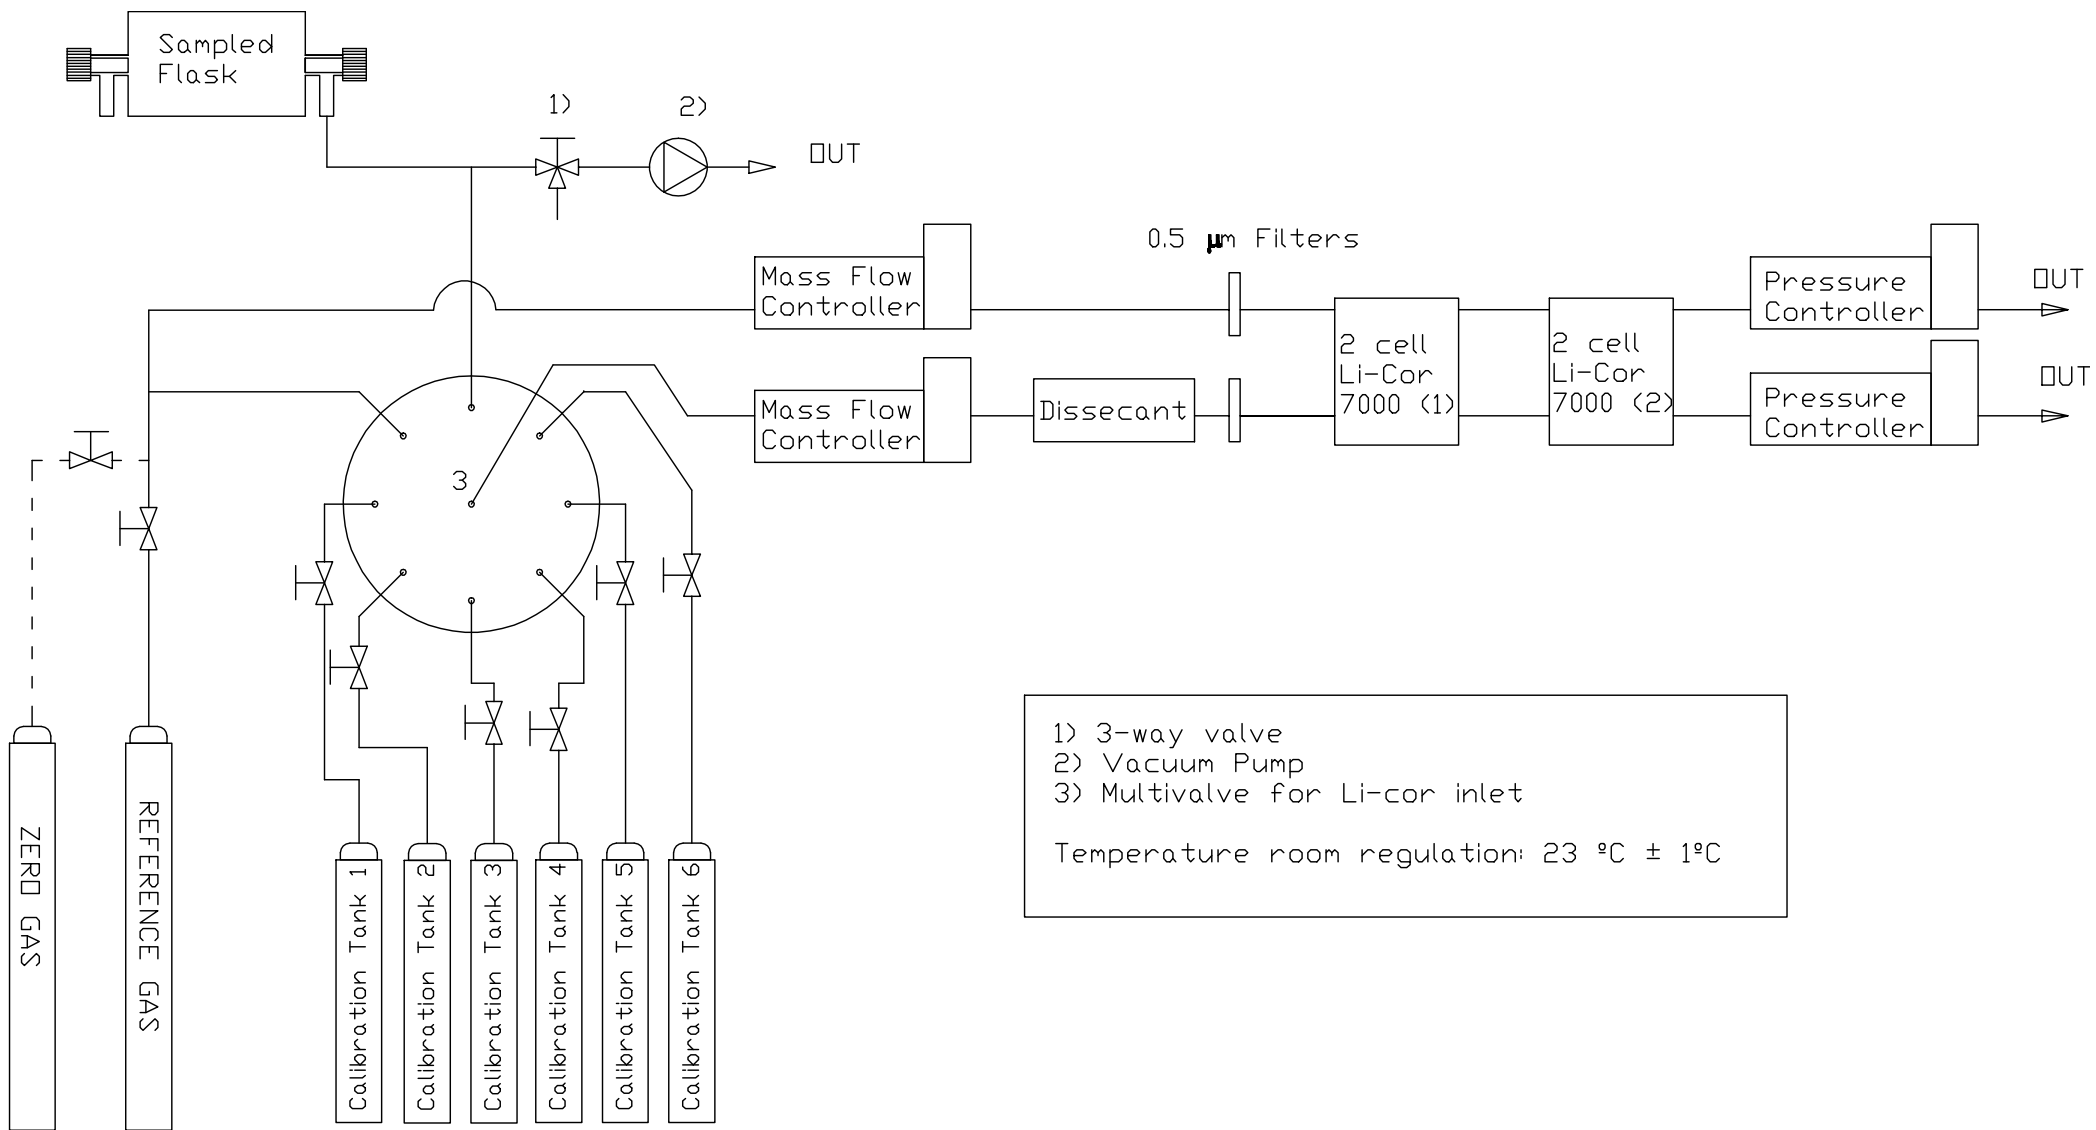 Sampled
Flask
1)
2)
OUT
0.5 µm Filters
Mass Flow
Controller
Pressure
Controller
OUT
2 cell
Li-Cor
7000 (1)
2 cell
Li-Cor
7000 (2)
Mass Flow
Controller
Dissecant
Pressure
Controller
OUT
3
1) 3-way valve
2) Vacuum Pump
3) Multivalve for Li-cor inlet
Temperature room regulation: 23 ºC ± 1ºC
ZERO GAS
REFERENCE GAS
Calibration Tank 1
Calibration Tank 2
Calibration Tank 3
Calibration Tank 4
Calibration Tank 5
Calibration Tank 6